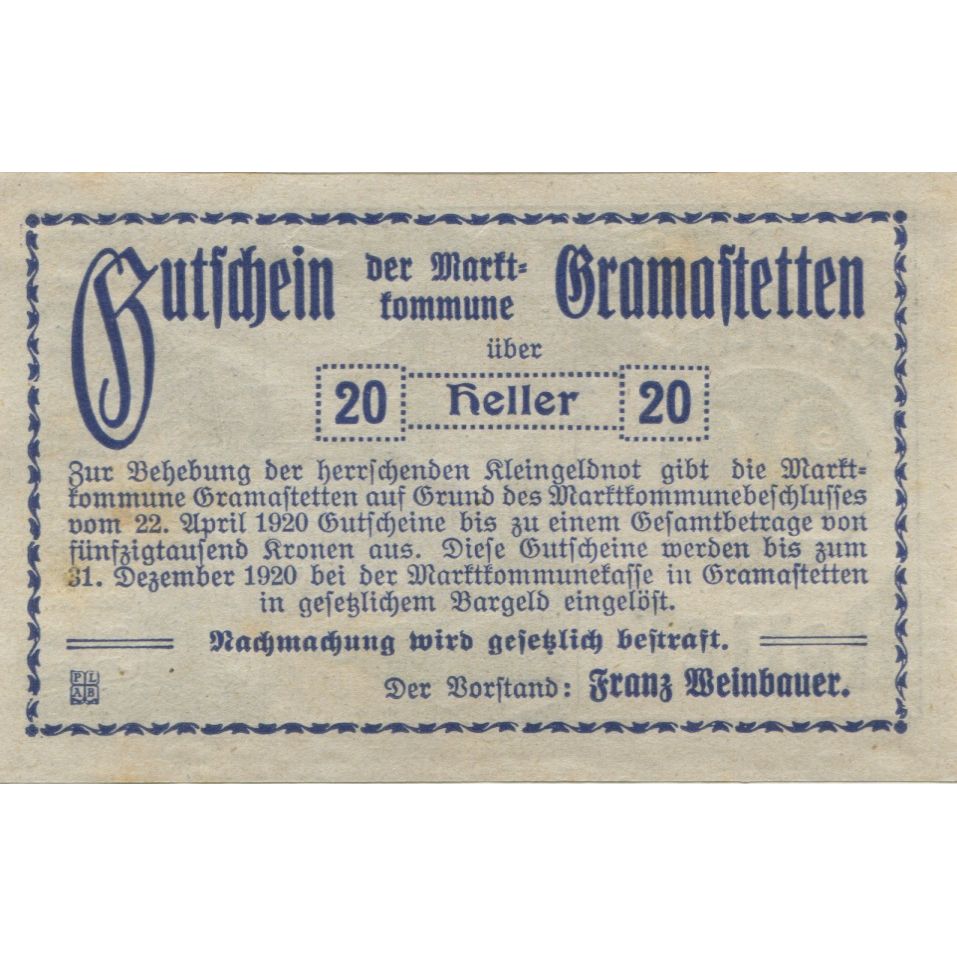 Gutschein der Markt-
kommune Gramastetten
über
20 Heller 20
Zur Behebung der herrschenden Kleingeldnot gibt die Markt-
kommune Gramastetten auf Grund des Marktkommunebeschlusses
vom 22. April 1920 Gutscheine bis zu einem Gesamtbetrage von
fünfzigtausend Kronen aus. Diese Gutscheine werden bis zum
31. Dezember 1920 bei der Marktkommunekasse in Gramastetten
in gesetzlichem Bargeld eingelöst.
Nachmachung wird gesetzlich bestraft.
Der Vorstand: Franz Weinbauer.
PL
AB